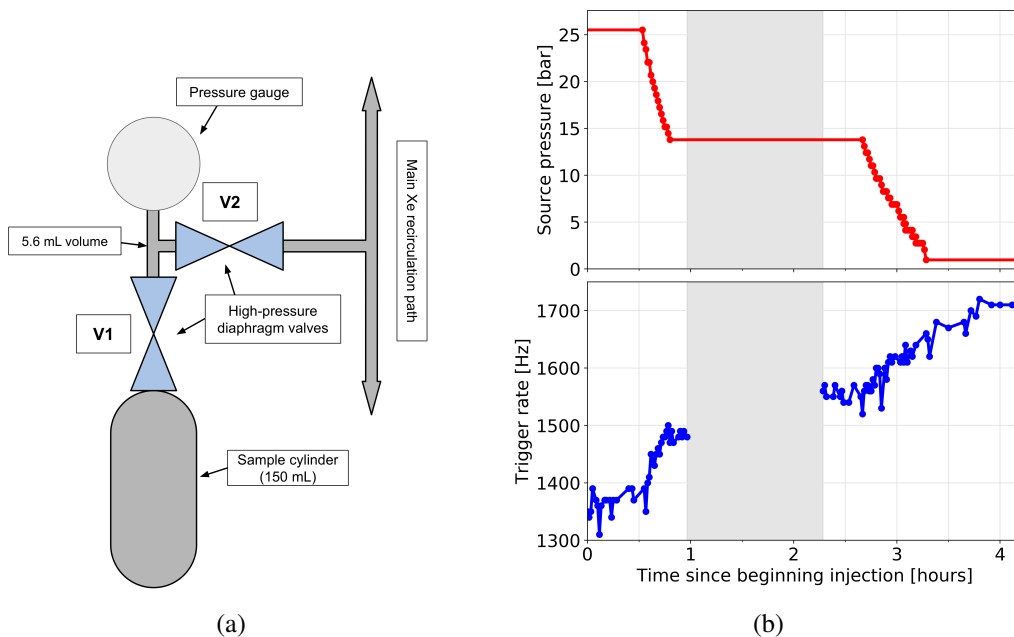 Pressure gauge
V2
5.6 mL volume
Main Xe recirculation path
V1
High-pressure
diaphragm valves
Sample cylinder
(150 mL)
(a)
Source pressure [bar]
25
20
15
10
5
0
Trigger rate [Hz]
1700
1600
1500
1400
1300
0 1 2 3 4
Time since beginning injection [hours]
(b)